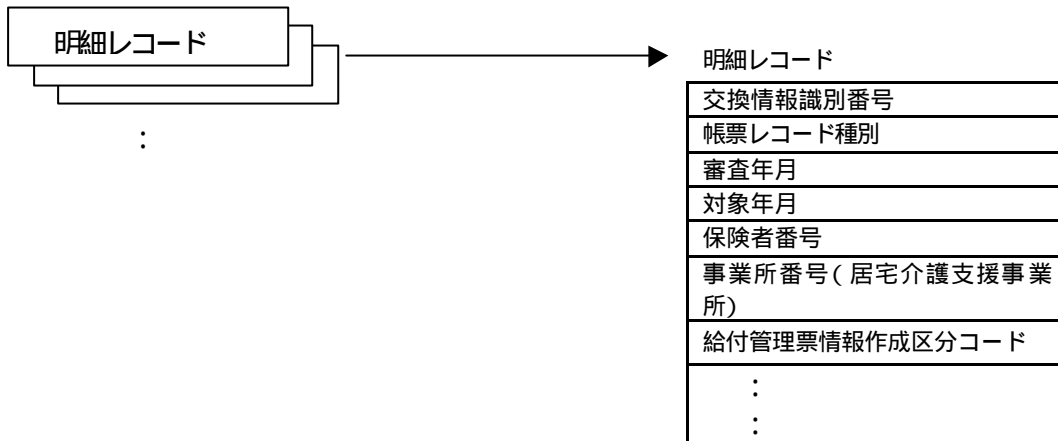 明細レコード
:
明細レコード
交換情報識別番号
帳票レコード種別
審査年月
対象年月
保険者番号
事業所番号(居宅介護支援事業
所)
給付管理票情報作成区分コード
:
: